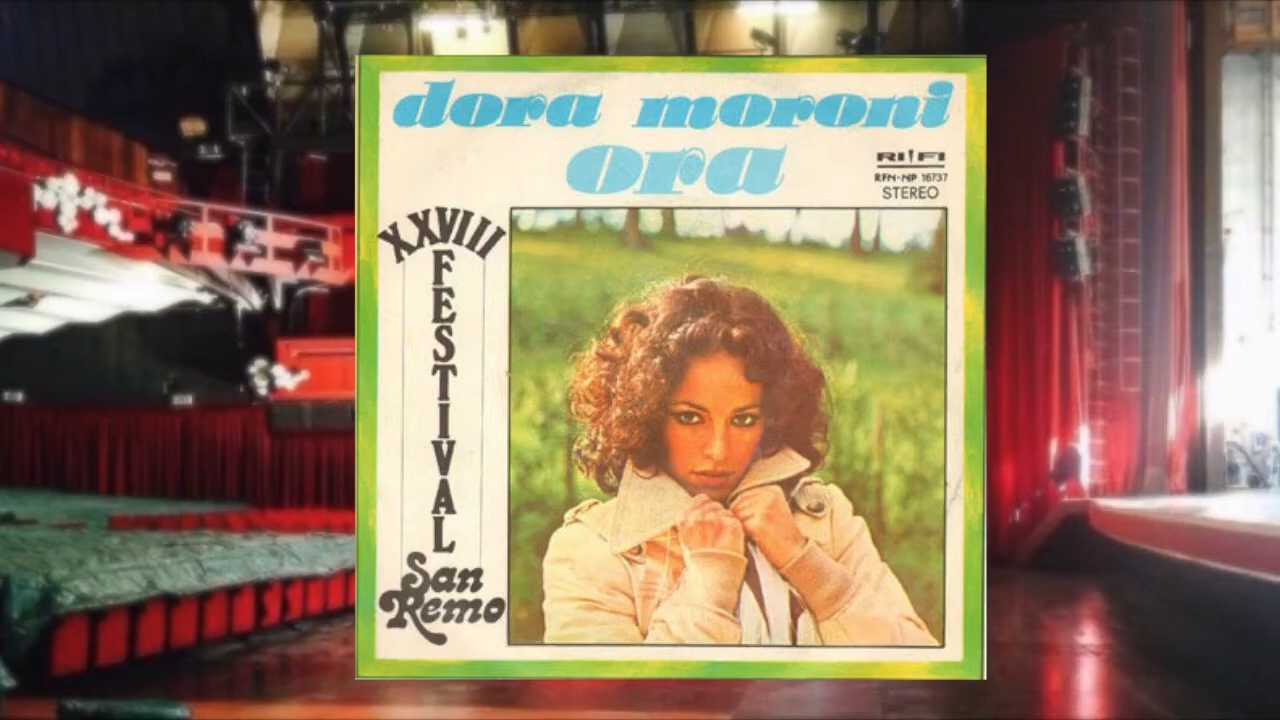 dora moroni
ora
RI!FI
RFN-NP 16737
STEREO
XXVIII
FESTIVAL
San
Remo